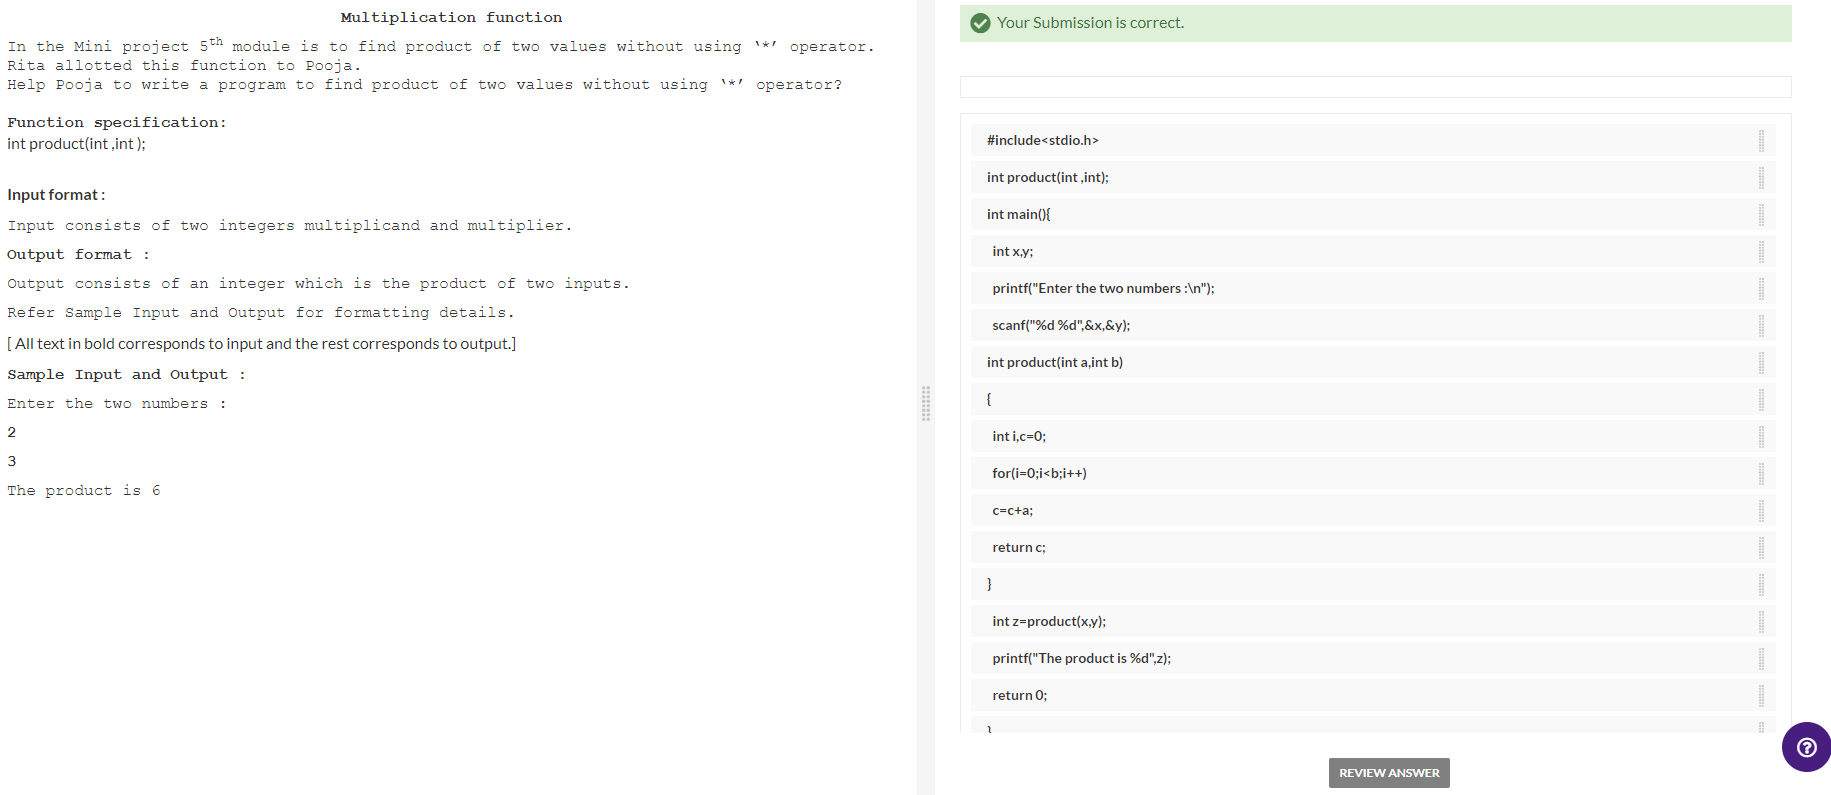 Multiplication function
In the Mini project 5th module is to find product of two values without using ‘*’ operator.
Rita allotted this function to Pooja.
Help Pooja to write a program to find product of two values without using ‘*’ operator?
Function specification:
int product(int ,int );
Input format :
Input consists of two integers multiplicand and multiplier.
Output format :
Output consists of an integer which is the product of two inputs.
Refer Sample Input and Output for formatting details.
[ All text in bold corresponds to input and the rest corresponds to output.]
Sample Input and Output :
Enter the two numbers :
2
3
The product is 6
Your Submission is correct.
#include<stdio.h>
int product(int ,int);
int main(){
int x,y;
printf("Enter the two numbers :\n");
scanf("%d %d",&x,&y);
int product(int a,int b)
{
int i,c=0;
for(i=0;i<b;i++)
c=c+a;
return c;
}
int z=product(x,y);
printf("The product is %d",z);
return 0;
}
REVIEW ANSWER